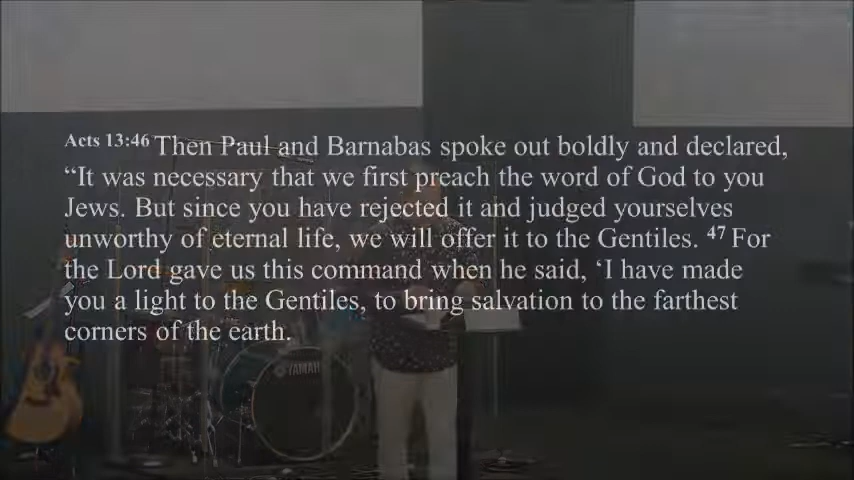 Acts 13:46 Then Paul and Barnabas spoke out boldly and declared,
“It was necessary that we first preach the word of God to you
Jews. But since you have rejected it and judged yourselves
unworthy of eternal life, we will offer it to the Gentiles. 47 For
the Lord gave us this command when he said, ‘I have made
you a light to the Gentiles, to bring salvation to the farthest
corners of the earth.
YAMAHA